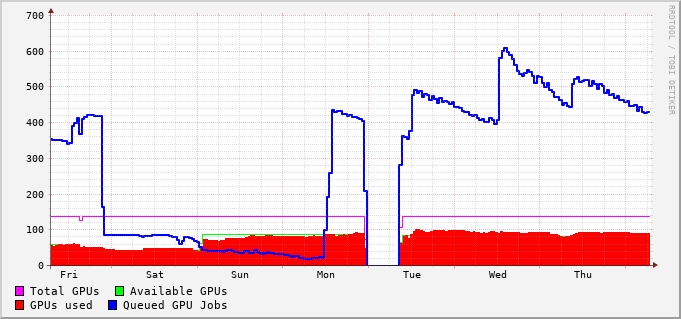 700
600
500
400
300
200
100
0
Fri Sat Sun Mon Tue Wed Thu
Total GPUs Available GPUs
GPUs used Queued GPU Jobs
RRDTOOL / TOBI OETIKER